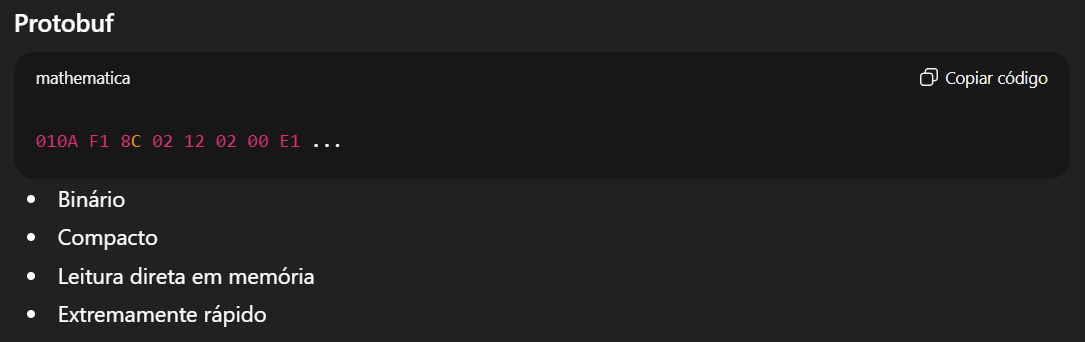 Protobuf
mathematica
Copiar código
010A F1 8C 02 12 02 00 E1 ...
Binário
Compacto
Leitura direta em memória
Extremamente rápido